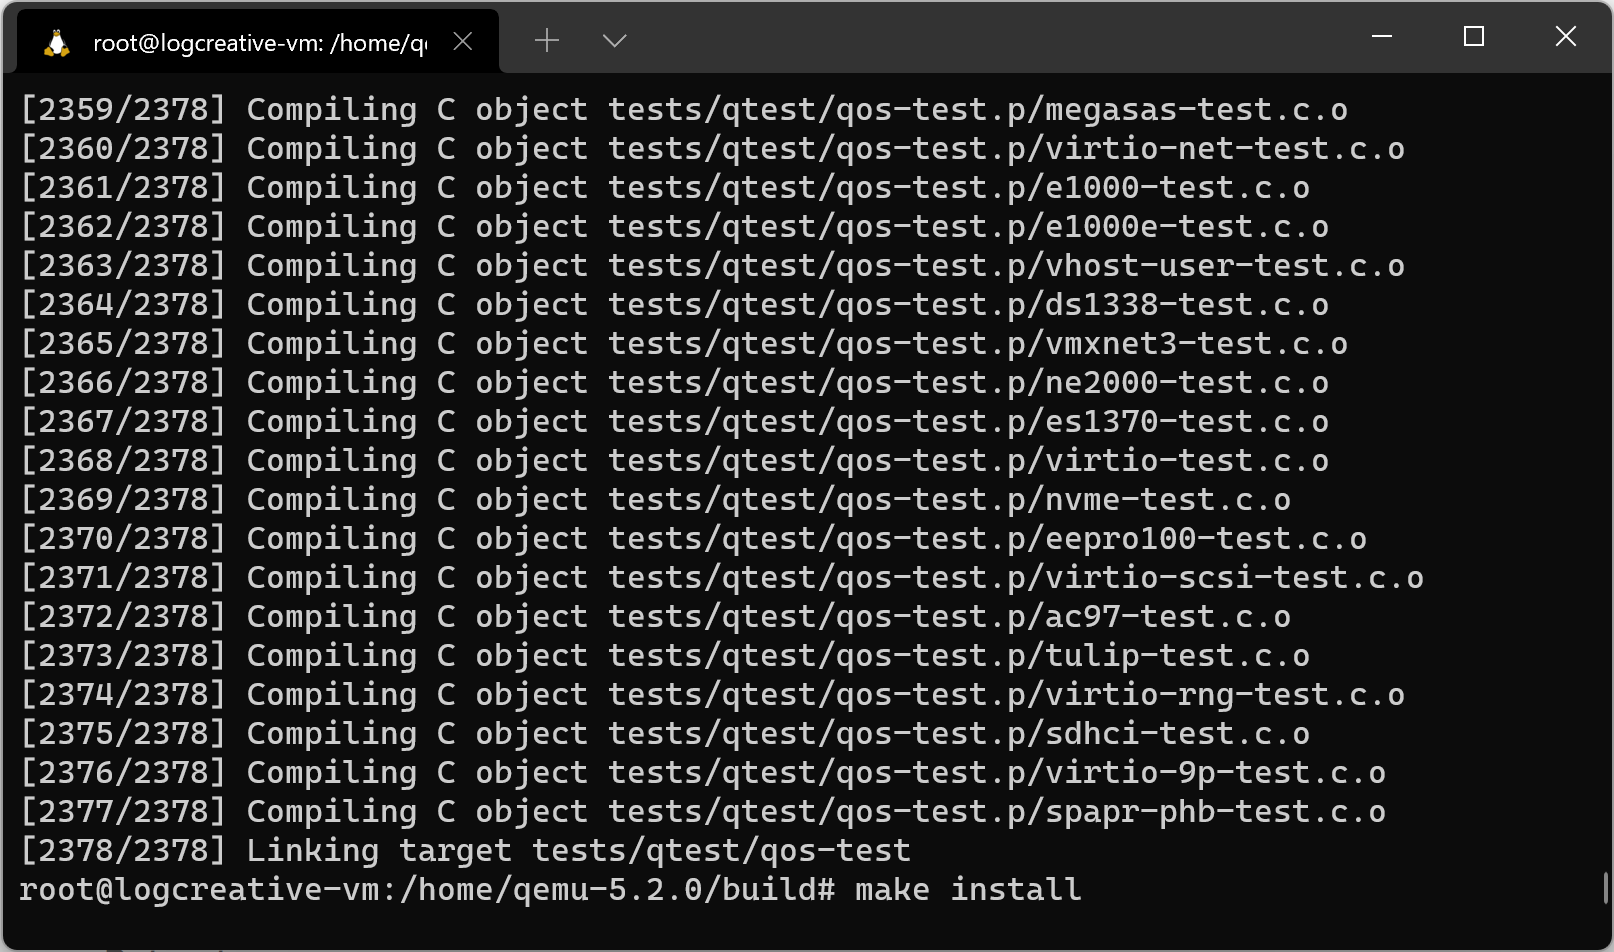 root@logcreative-vm: /home/q
[2359/2378] Compiling C object tests/qtest/qos-test.p/megasas-test.c.o
[2360/2378] Compiling C object tests/qtest/qos-test.p/virtio-net-test.c.o
[2361/2378] Compiling C object tests/qtest/qos-test.p/e1000-test.c.o
[2362/2378] Compiling C object tests/qtest/qos-test.p/e1000e-test.c.o
[2363/2378] Compiling C object tests/qtest/qos-test.p/vhost-user-test.c.o
[2364/2378] Compiling C object tests/qtest/qos-test.p/ds1338-test.c.o
[2365/2378] Compiling C object tests/qtest/qos-test.p/vmxnet3-test.c.o
[2366/2378] Compiling C object tests/qtest/qos-test.p/ne2000-test.c.o
[2367/2378] Compiling C object tests/qtest/qos-test.p/es1370-test.c.o
[2368/2378] Compiling C object tests/qtest/qos-test.p/virtio-test.c.o
[2369/2378] Compiling C object tests/qtest/qos-test.p/nvme-test.c.o
[2370/2378] Compiling C object tests/qtest/qos-test.p/eepro100-test.c.o
[2371/2378] Compiling C object tests/qtest/qos-test.p/virtio-scsi-test.c.o
[2372/2378] Compiling C object tests/qtest/qos-test.p/ac97-test.c.o
[2373/2378] Compiling C object tests/qtest/qos-test.p/tulip-test.c.o
[2374/2378] Compiling C object tests/qtest/qos-test.p/virtio-rng-test.c.o
[2375/2378] Compiling C object tests/qtest/qos-test.p/sdhci-test.c.o
[2376/2378] Compiling C object tests/qtest/qos-test.p/virtio-9p-test.c.o
[2377/2378] Compiling C object tests/qtest/qos-test.p/spapr-phb-test.c.o
[2378/2378] Linking target tests/qtest/qos-test
root@logcreative-vm:/home/qemu-5.2.0/build# make install